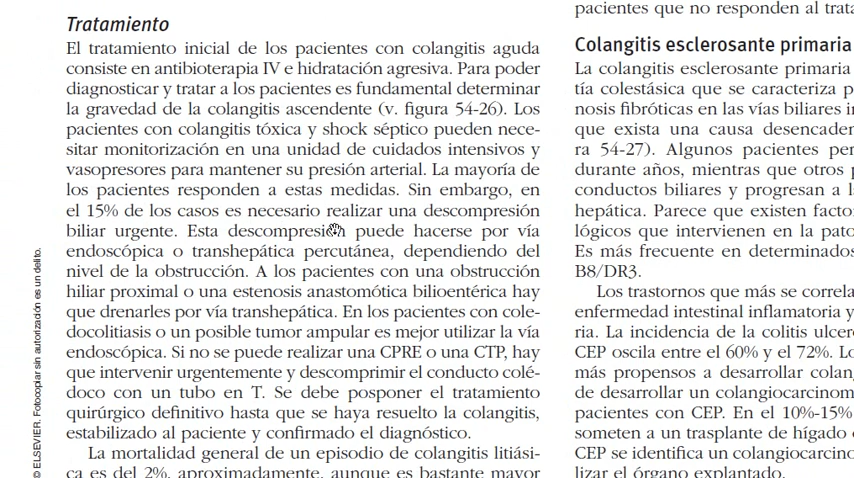 Tratamiento
El tratamiento inicial de los pacientes con colangitis aguda
consiste en antibioterapia IV e hidratación agresiva. Para poder
diagnosticar y tratar a los pacientes es fundamental determinar
la gravedad de la colangitis ascendente (v. figura 54-26). Los
pacientes con colangitis tóxica y shock séptico pueden nece-
sitar monitorización en una unidad de cuidados intensivos y
vasopresores para mantener su presión arterial. La mayoría de
los pacientes responden a estas medidas. Sin embargo, en
el 15% de los casos es necesario realizar una descompresión
biliar urgente. Esta descompresión puede hacerse por vía
endoscópica o transhepática percutánea, dependiendo del
nivel de la obstrucción. A los pacientes con una obstrucción
hiliar proximal o una estenosis anastomótica bilioentérica hay
que drenarles por vía transhepática. En los pacientes con cole-
docolitiasis o un posible tumor ampular es mejor utilizar la vía
endoscópica. Si no se puede realizar una CPRE o una CTP, hay
que intervenir urgentemente y descomprimir el conducto colé-
doco con un tubo en T. Se debe posponer el tratamiento
quirúrgico definitivo hasta que se haya resuelto la colangitis,
estabilizado al paciente y confirmado el diagnóstico.
La mortalidad general de un episodio de colangitis litiási-
ca es del 2%, aproximadamente, aunque es bastante mayor
pacientes que no responden al trata
Colangitis esclerosante primaria
La colangitis esclerosante primaria
tía colestásica que se caracteriza p
nosis fibróticas en las vías biliares i
que exista una causa desencader
ra 54-27). Algunos pacientes per
durante años, mientras que otros p
conductos biliares y progresan a l
hepática. Parece que existen facto
lógicos que intervienen en la pato
Es más frecuente en determinados
B8/DR3.
Los trastornos que más se correla
enfermedad intestinal inflamatoria y
ria. La incidencia de la colitis ulcer
CEP oscila entre el 60% y el 72%. Lo
más propensos a desarrollar colan
de desarrollar un colangiocarcinom
pacientes con CEP. En el 10%-15%
someten a un trasplante de hígado
CEP se identifica un colangiocarcino
lizar el órgano explantado.
© ELSEVIER. Fotocopiar sin autorización es un delito.